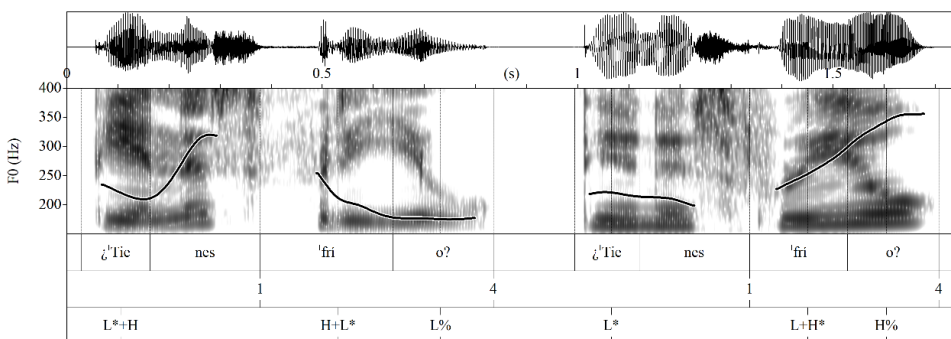 0 0.5 (s) 1 1.5
400
350
300
250
200
F0 (Hz)
¿ˈTie nes ˈfri o? ¿ˈTie nes ˈfri o?
1 4 1 4
L*+H H+L* L% L* L+H* H%